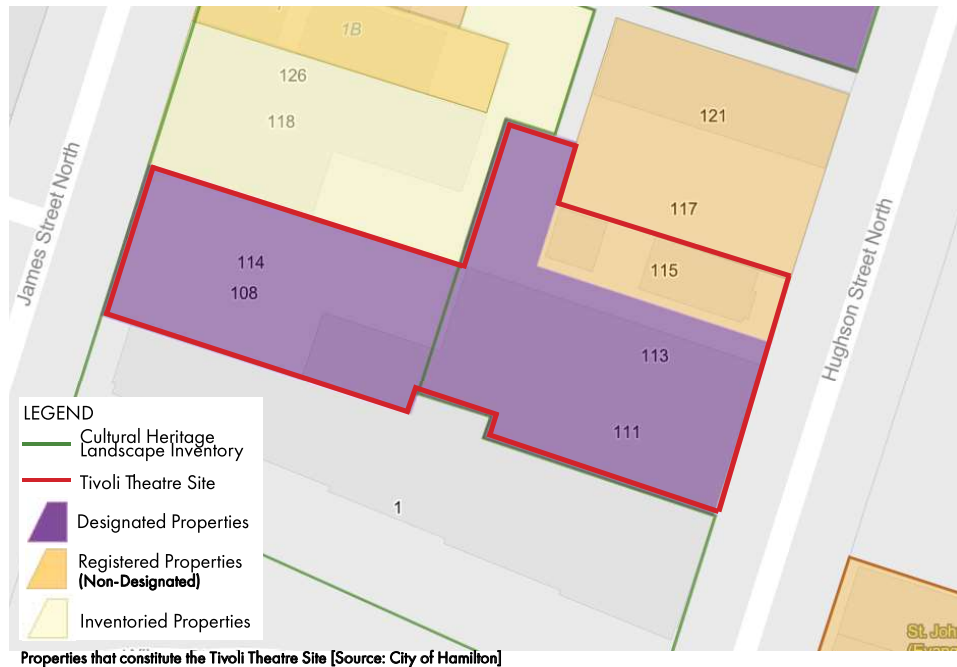 1B
126
118
121
117
115
114
108
113
111
1
James Street North
Hughson Street North
LEGEND
Cultural Heritage
Landscape Inventory
Tivoli Theatre Site
Designated Properties
Registered Properties
(Non-Designated)
Inventoried Properties
St. John
Properties that constitute the Tivoli Theatre Site [Source: City of Hamilton]